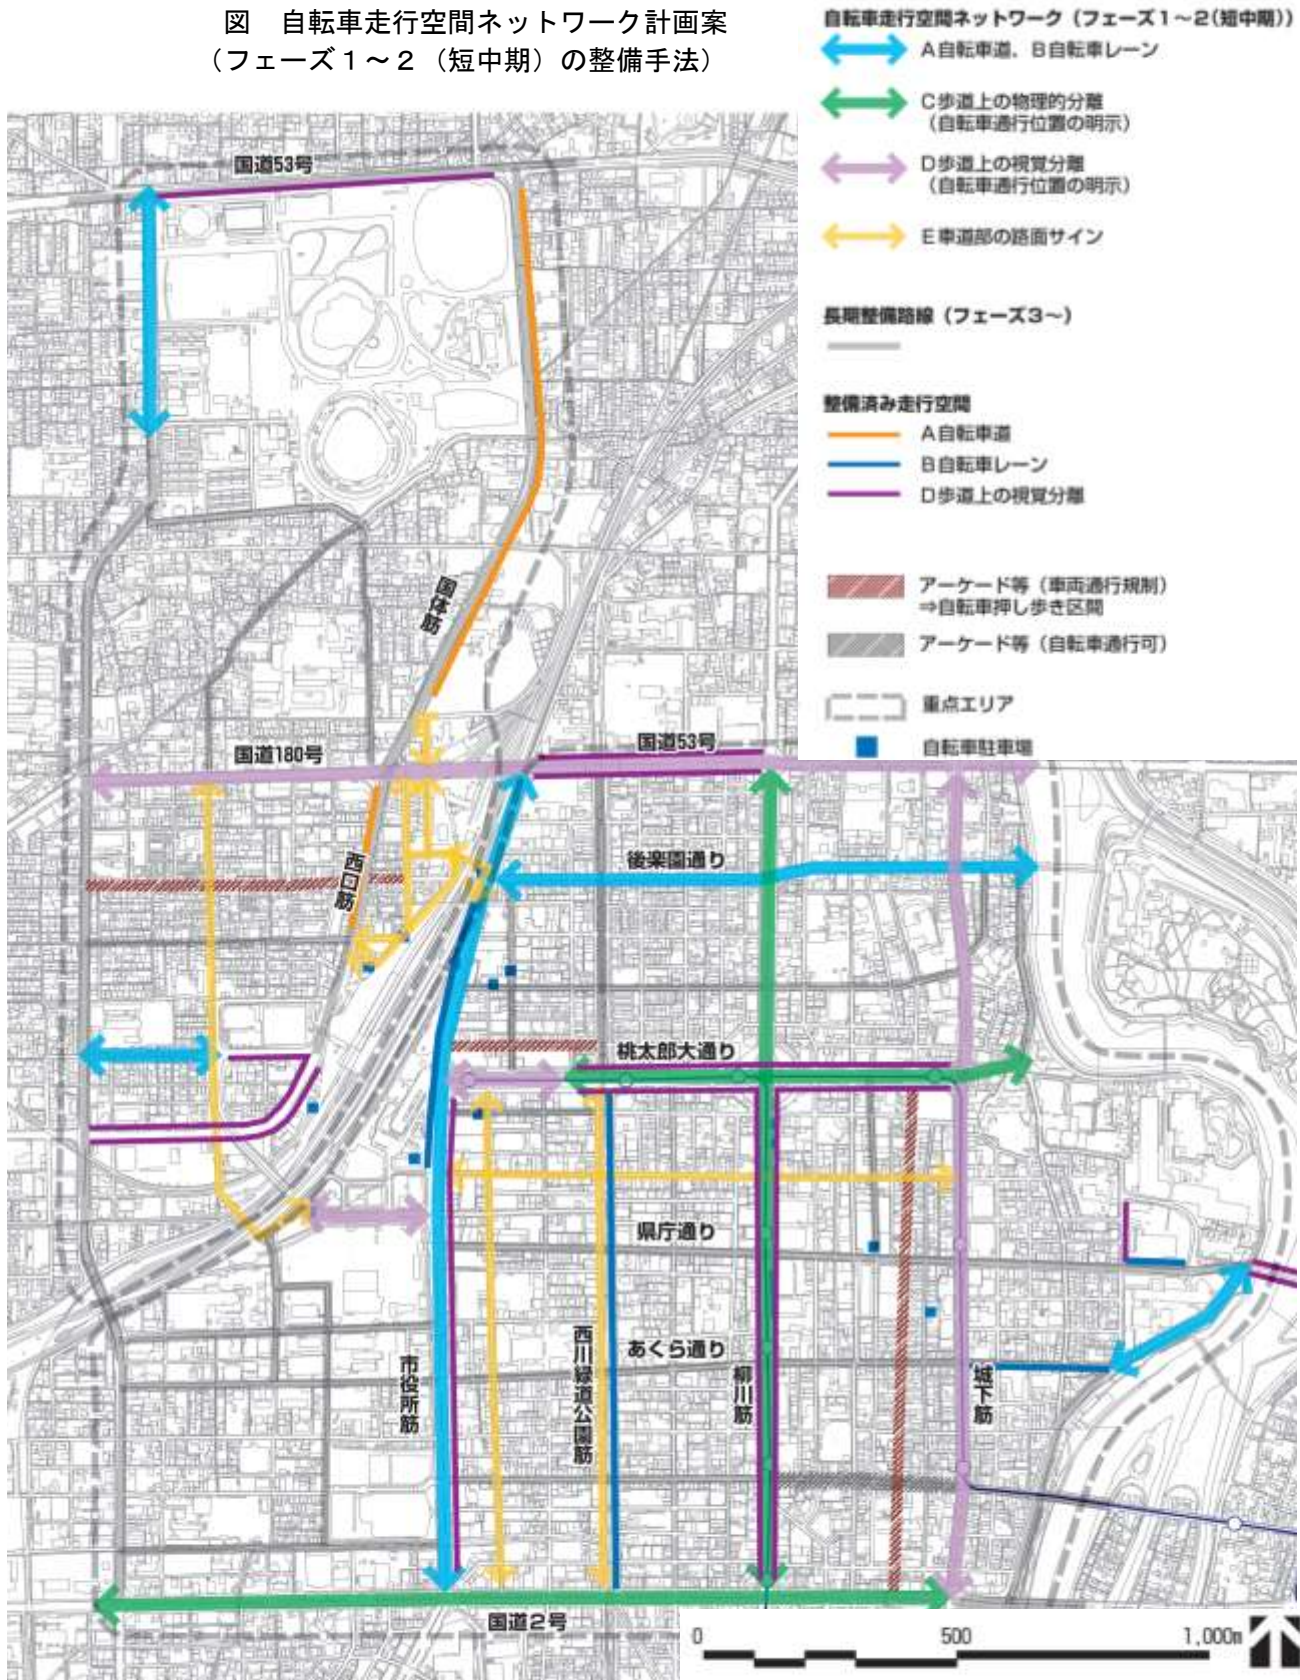 図　自転車走行空間ネットワーク計画案
（フェーズ１～２（短中期）の整備手法）
自転車走行空間ネットワーク（フェーズ１～２(短中期)）
A自転車道、B自転車レーン
C歩道上の物理的分離
（自転車通行位置の明示）
D歩道上の視覚分離
（自転車通行位置の明示）
E車道部の路面サイン
長期整備路線（フェーズ3～）
整備済み走行空間
A自転車道
B自転車レーン
D歩道上の視覚分離
アーケード等（車両通行規制）
⇒自転車押し歩き区間
アーケード等（自転車通行可）
重点エリア
自転車駐車場
国道53号
国体筋
国道180号
国道53号
西口筋
後楽園通り
桃太郎大通り
県庁通り
あくら通り
市役所筋
西川緑道公園筋
柳川筋
城下筋
国道2号
0
500
1,000m